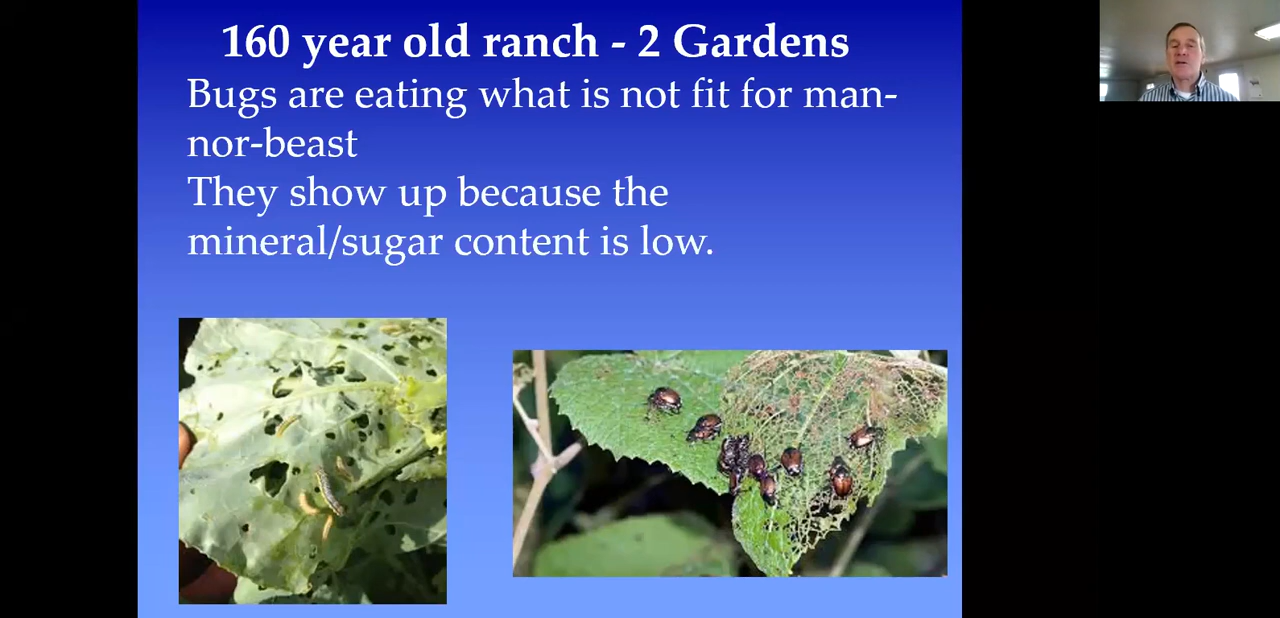 160 year old ranch - 2 Gardens
Bugs are eating what is not fit for man-
nor-beast
They show up because the
mineral/sugar content is low.